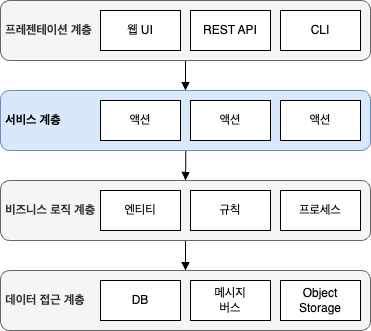 프레젠테이션 계층
웹 UI
REST API
CLI
서비스 계층
액션
액션
액션
비즈니스 로직 계층
엔티티
규칙
프로세스
데이터 접근 계층
DB
메시지
버스
Object
Storage